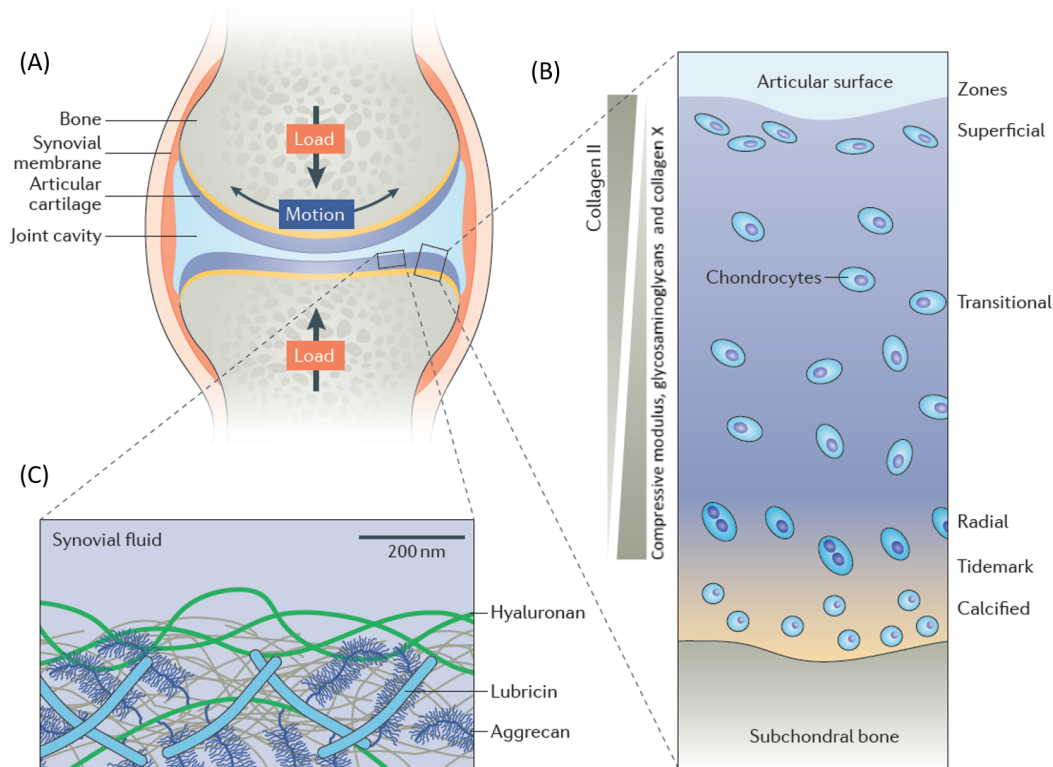 (A)
Bone
Synovial
membrane
Articular
cartilage
Joint cavity
Load
Motion
Load
(B)
Collagen II
Compressive modulus, glycosaminoglycans and collagen X
Articular surface
Chondrocytes
Subchondral bone
Zones
Superficial
Transitional
Radial
Tidemark
Calcified
(C)
Synovial fluid
200 nm
Hyaluronan
Lubricin
Aggrecan